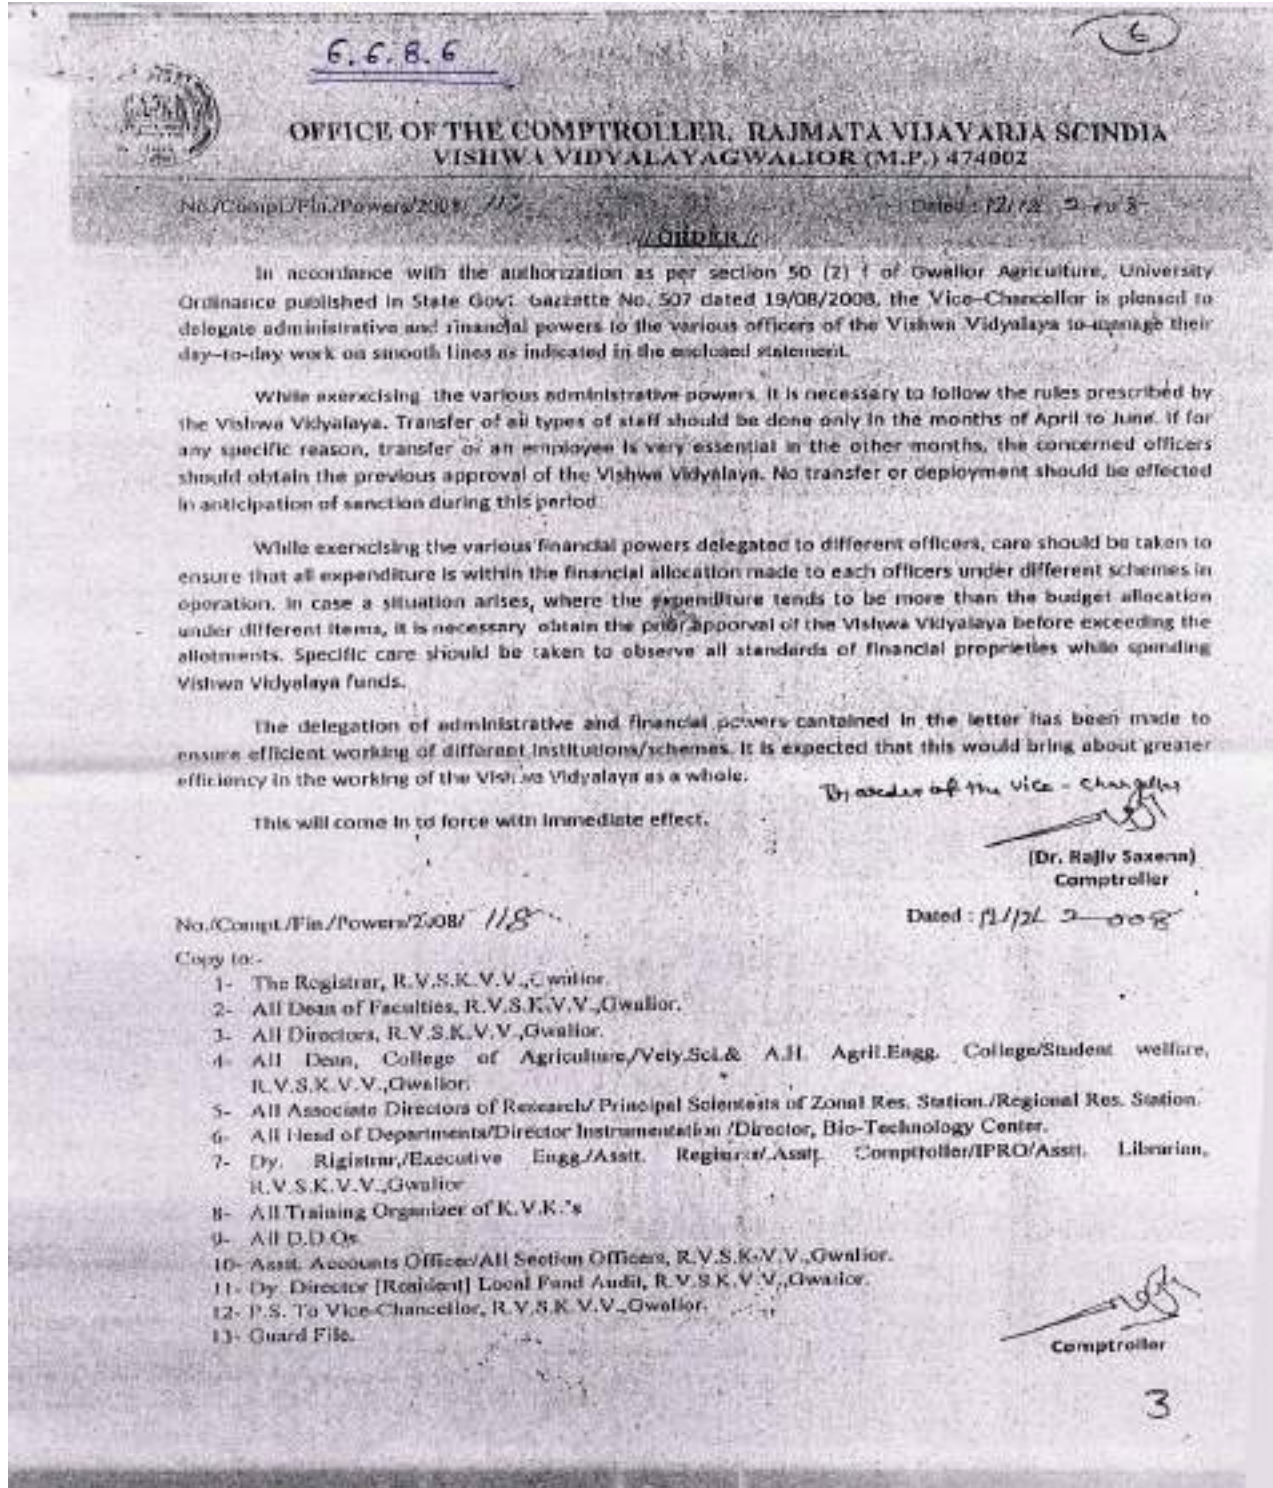 6.6.8.6
6
OFFICE OF THE COMPTROLLER, RAJMATA VIJAYARJA SCINDIA
VISHWA VIDYALAYAGWALIOR (M.P.) 474002
No./Compt./Fin./Powers/2008/ 118 Dated : 12/12 2008
// ORDER //
In accordance with the authorization as per section 50 (2) f of Gwalior Agriculture, University
Ordinance published in State Govt. Gazzette No. 507 dated 19/08/2008, the Vice-Chancellor is pleased to
delegate administrative and financial powers to the various officers of the Vishwa Vidyalaya to manage their
day-to-day work on smooth lines as indicated in the enclosed statement.
While exerxcising the various administrative powers, it is necessary to follow the rules prescribed by
the Vishwa Vidyalaya. Transfer of all types of staff should be done only in the months of April to June. If for
any specific reason, transfer of an employee is very essential in the other months, the concerned officers
should obtain the previous approval of the Vishwa Vidyalaya. No transfer or deployment should be effected
in anticipation of sanction during this period.
While exerxcising the various financial powers delegated to different officers, care should be taken to
ensure that all expenditure is within the financial allocation made to each officers under different schemes in
operation. In case a situation arises, where the expenditure tends to be more than the budget allocation
under different items, it is necessary obtain the prior apporval of the Vishwa Vidyalaya before exceeding the
allotments. Specific care should be taken to observe all standards of financial proprieties while spending
Vishwa Vidyalaya funds.
The delegation of administrative and financial powers cantained in the letter has been made to
ensure efficient working of different institutions/schemes. It is expected that this would bring about greater
efficiency in the working of the Vishwa Vidyalaya as a whole.
By order of the Vice - Chancellor
This will come in to force with immediate effect.
(Dr. Rajiv Saxena)
Comptroller
No./Compt./Fin./Powers/2008/ 118 Dated : 12/12/ 2008
Copy to:-
1- The Registrar, R.V.S.K.V.V.,Gwalior.
2- All Dean of Faculties, R.V.S.K.V.V.,Gwalior.
3- All Directors, R.V.S.K.V.V.,Gwalior.
4- All Dean, College of Agriculture,/Vety.Sci.& A.H. Agril.Engg. College/Student welfare,
R.V.S.K.V.V.,Gwalior.
5- All Associate Directors of Research/ Principal Scientests of Zonal Res. Station./Regional Res. Station.
6- All Head of Departments/Director Instrumentation /Director, Bio-Technology Center.
7- Dy. Rigistrar,/Executive Engg./Asstt. Registrar/.Asstt. Comptroller/IPRO/Asstt. Librarian,
R.V.S.K.V.V.,Gwalior
8- All Training Organizer of K.V.K.'s
9- All D.D.Os.
10- Asstt. Accounts Officer/All Section Officers, R.V.S.K.V.V.,Gwalior.
11- Dy. Director [Resident] Local Fund Audit, R.V.S.K.V.V.,Gwalior.
12- P.S. To Vice-Chancellor, R.V.S.K.V.V.,Gwalior.
13- Guard File.
Comptroller
3